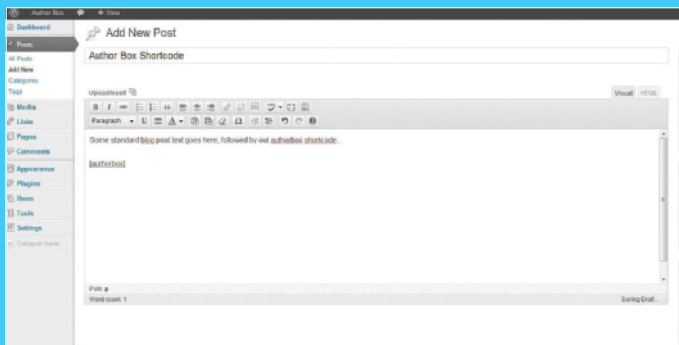 Author Box + New
Dashboard
Posts
All Posts
Add New
Categories
Tags
Media
Links
Pages
Comments
Appearance
Plugins
Users
Tools
Settings
Collapse menu
Add New Post
Author Box Shortcode
Upload/Insert
Visual HTML
Paragraph
Some standard blog post text goes here, followed by out authorbox shortcode...
[authorbox]
Path: p
Word count: 1 Saving Draft...